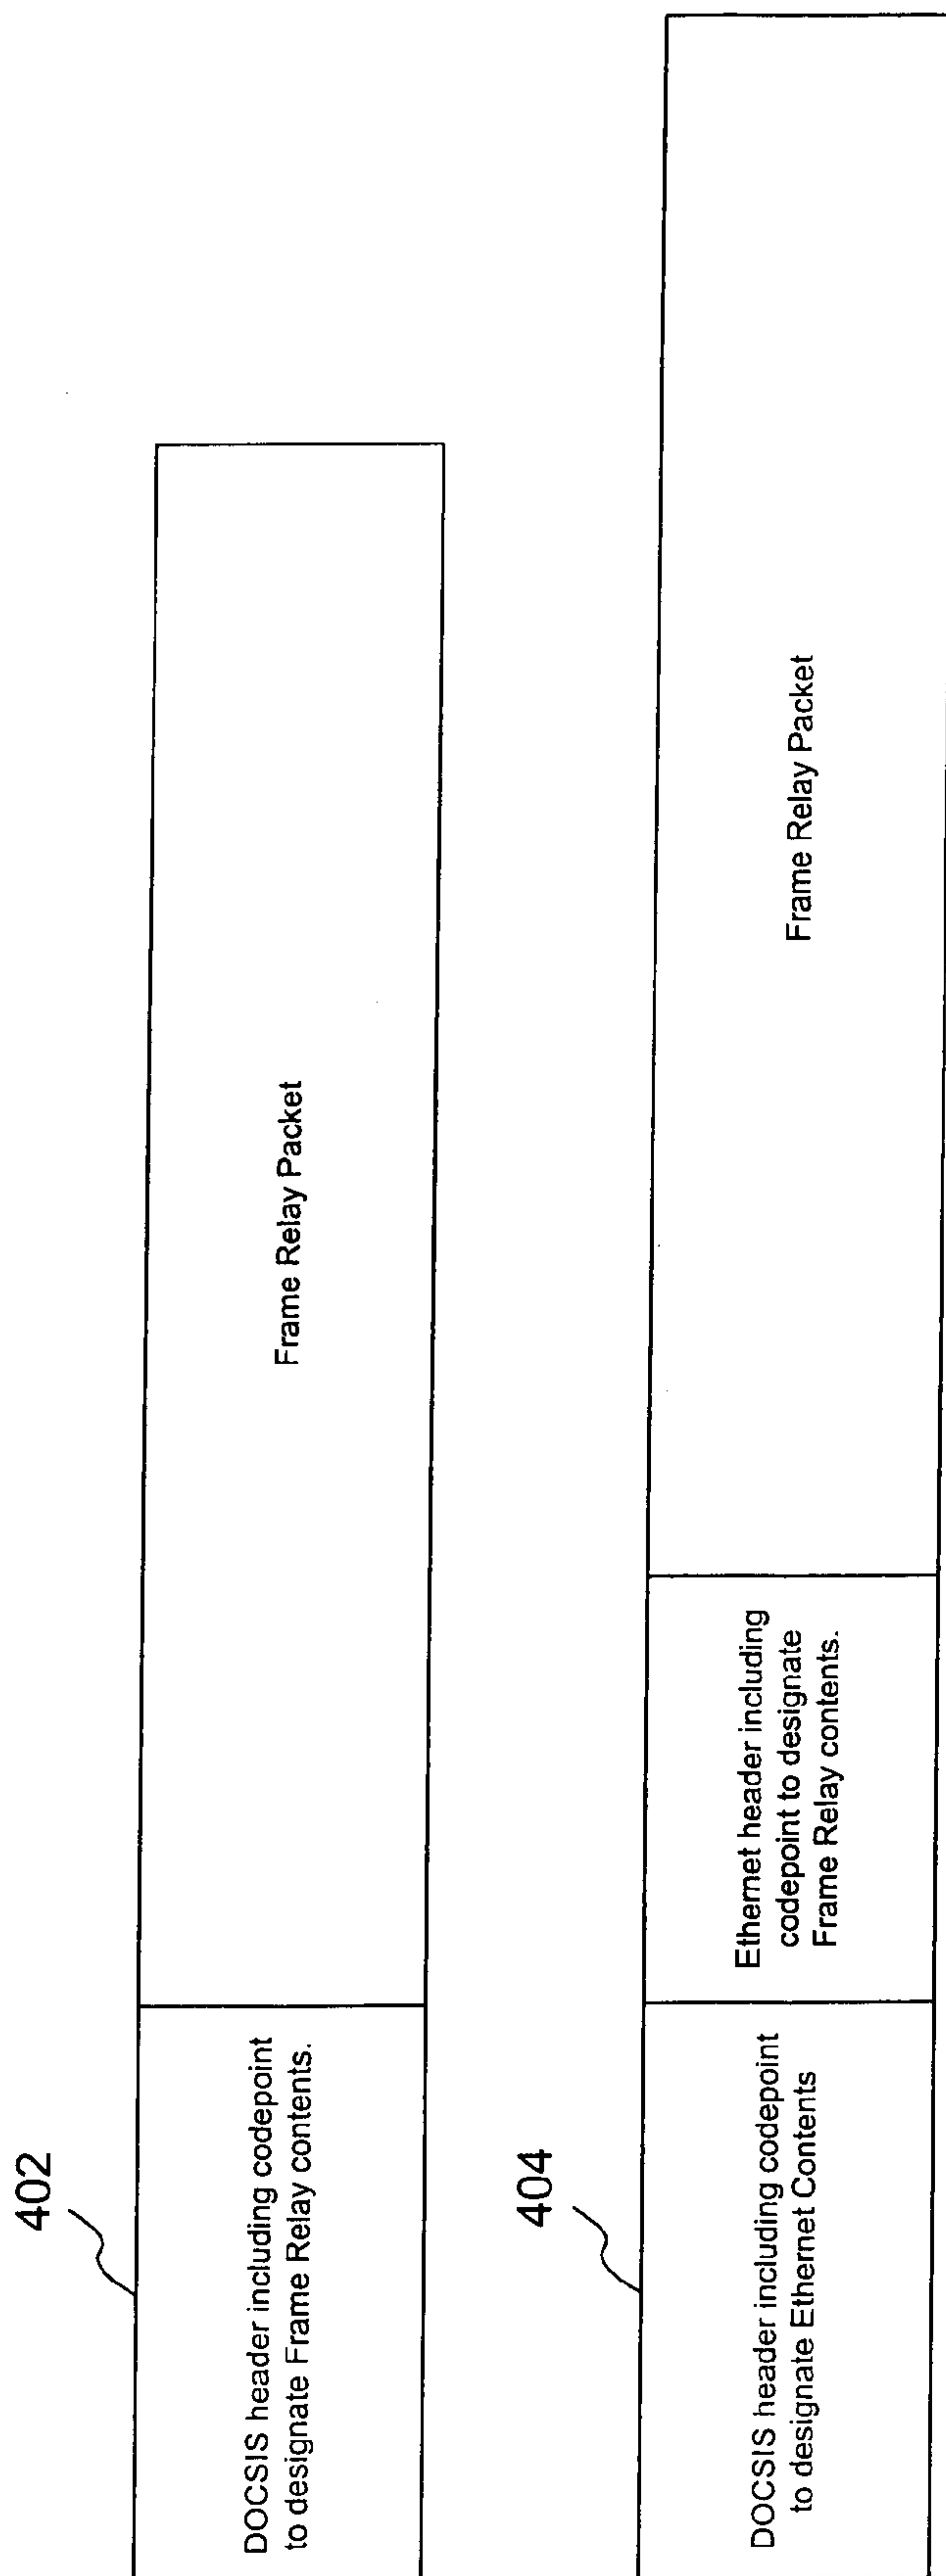 402
DOCSIS header including codepoint
to designate Frame Relay contents.
Frame Relay Packet
404
DOCSIS header including codepoint
to designate Ethernet Contents
Ethernet header including
codepoint to designate
Frame Relay contents.
Frame Relay Packet